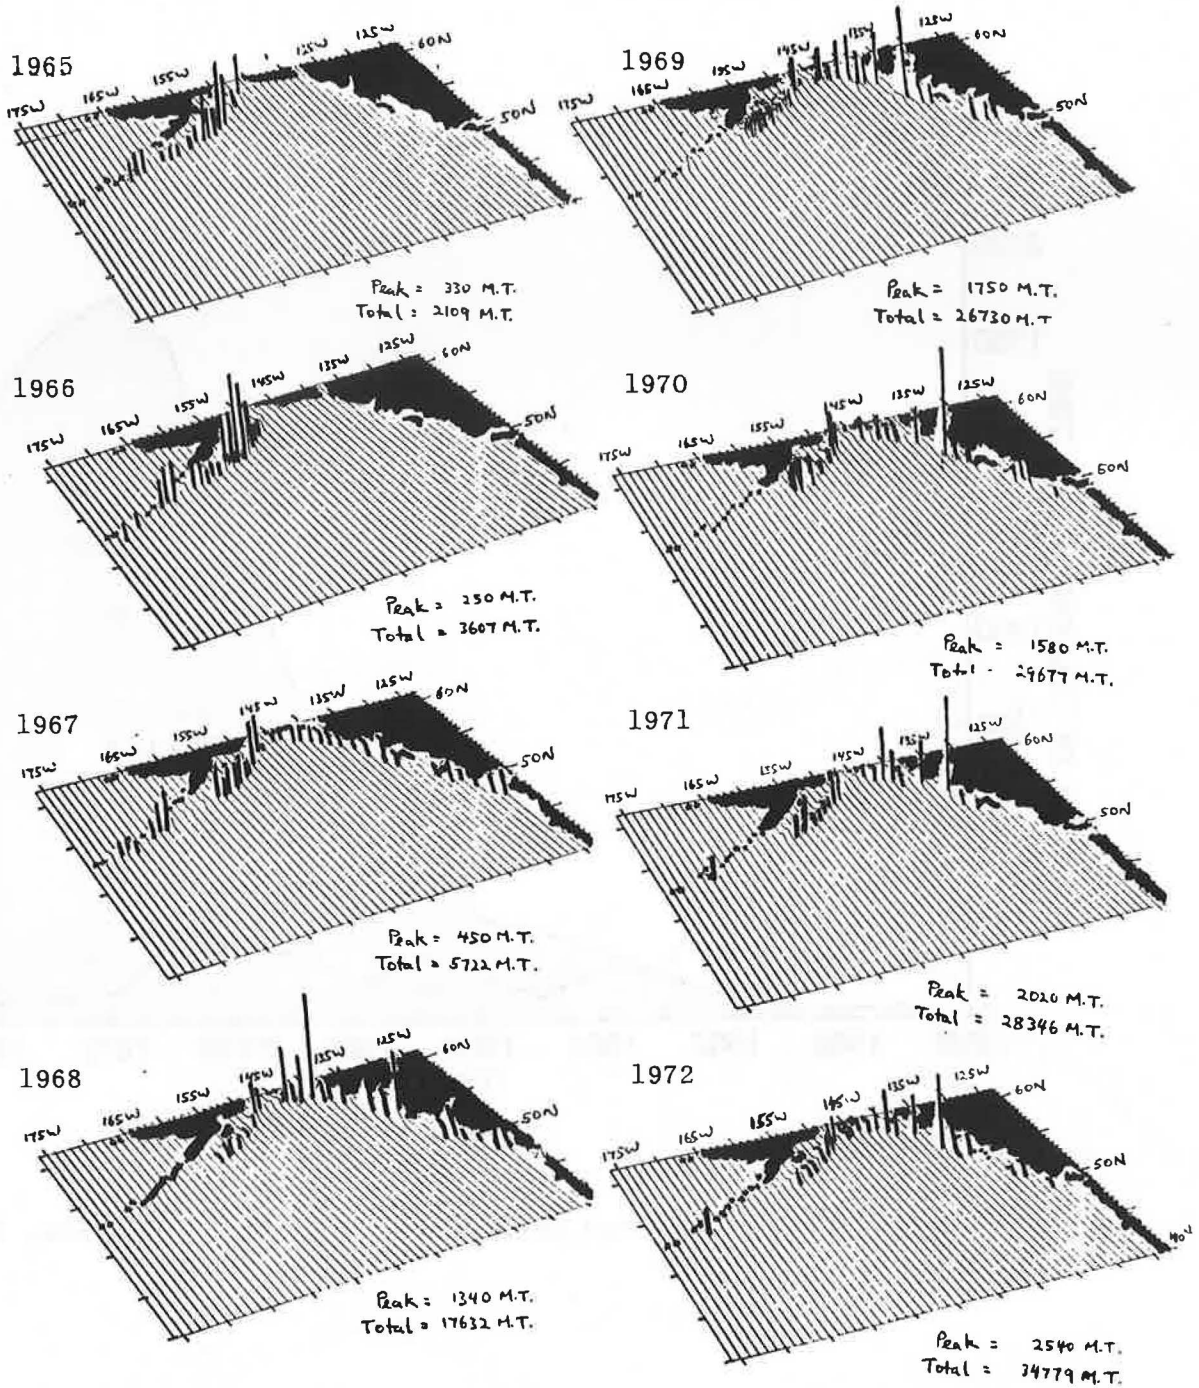 1965
175W 165W 155W 125W 125W 60N
50N
Peak = 330 M.T.
Total = 2109 M.T.
1966
175W 165W 155W 145W 135W 125W 60N
50N
Peak = 250 M.T.
Total = 3607 M.T.
1967
175W 165W 155W 145W 135W 125W 60N
50N
Peak = 450 M.T.
Total = 5722 M.T.
1968
175W 165W 155W 145W 135W 125W 60N
50N
Peak = 1340 M.T.
Total = 17632 M.T.
1969
175W 165W 145W 135W 125W 60N
50N
Peak = 1750 M.T.
Total = 26730 M.T
1970
175W 165W 155W 145W 135W 125W 60N
50N
Peak = 1580 M.T.
Total - 29677 M.T.
1971
175W 165W 155W 145W 135W 125W 60N
50N
Peak = 2020 M.T.
Total = 28346 M.T.
1972
175W 165W 155W 145W 135W 125W 60N
50N
40N
Peak = 2540 M.T.
Total = 34779 M.T.